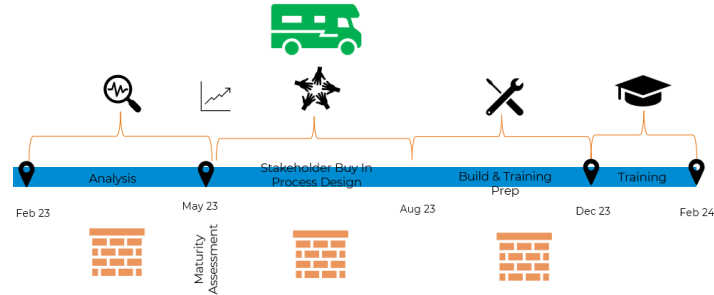 Analysis
Stakeholder Buy In
Process Design
Build & Training
Prep
Training
Feb 23
May 23
Aug 23
Dec 23
Feb 24
Maturity
Assessment